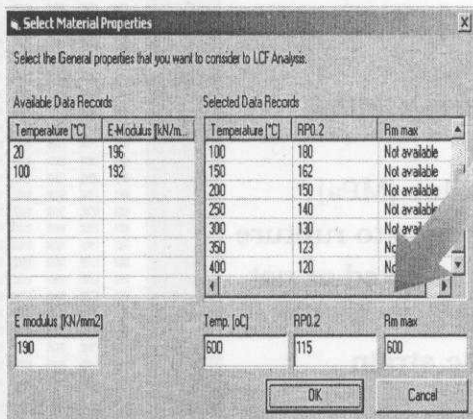 Select Material Properties
Select the General properties that you want to consider to LCF Analysis.
Available Data Records
Selected Data Records
Temperature [°C] E-Modulus [kN/m...
20 196
100 192
Temperature [°C] RP0.2 Rm max
100 180 Not available
150 162 Not available
200 150 Not available
250 140 Not available
300 130 Not
350 123
400 120
E modulus [KN/mm2] Temp. [oC] RP0.2 Rm max
190 600 115 600
OK Cancel